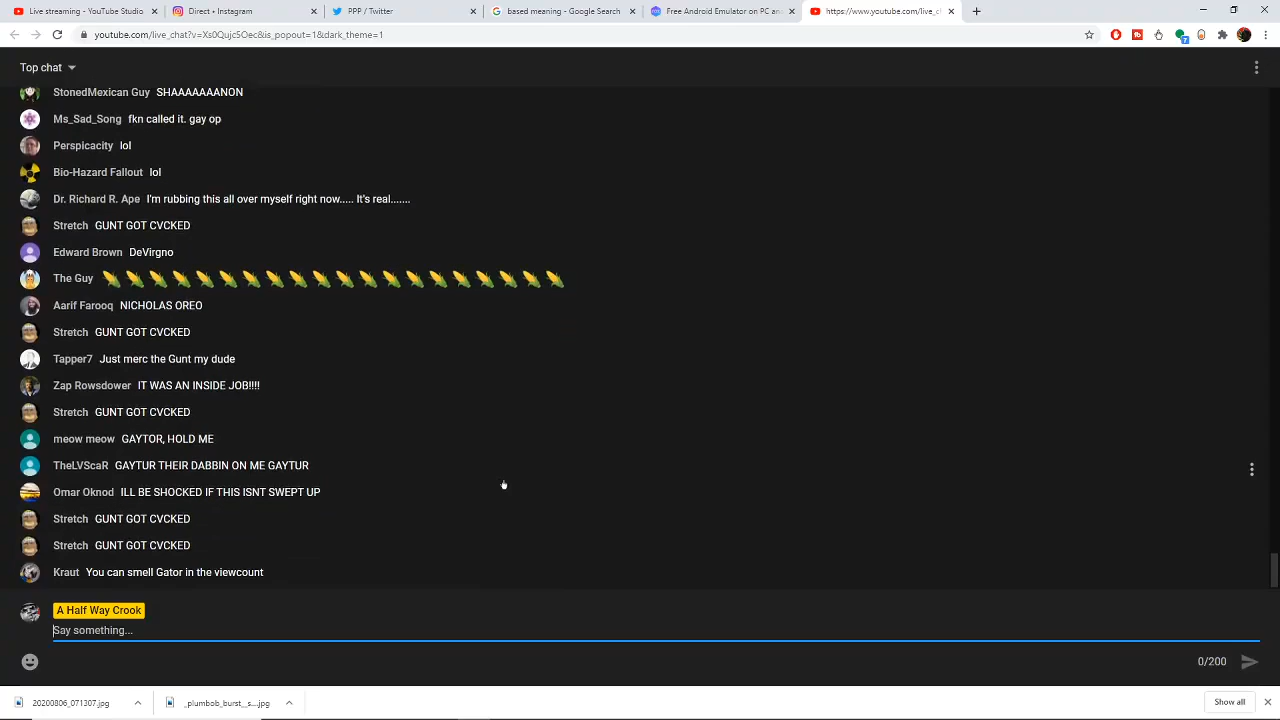 Live streaming - YouTube Studio
Direct • Instagram
PPP / Twitter
based meaning - Google Search
Free Android Emulator on PC and
https://www.youtube.com/live_ch
youtube.com/live_chat?v=Xs0Qujc5Oec&is_popout=1&dark_theme=1
Top chat
StonedMexican Guy SHAAAAAAANON
Ms_Sad_Song fkn called it. gay op
Perspicacity lol
Bio-Hazard Fallout lol
Dr. Richard R. Ape I'm rubbing this all over myself right now..... It's real.......
Stretch GUNT GOT CVCKED
Edward Brown DeVirgno
The Guy 🌽🌽🌽🌽🌽🌽🌽🌽🌽🌽🌽🌽🌽🌽🌽🌽🌽🌽🌽🌽
Aarif Farooq NICHOLAS OREO
Stretch GUNT GOT CVCKED
Tapper7 Just merc the Gunt my dude
Zap Rowsdower IT WAS AN INSIDE JOB!!!!
Stretch GUNT GOT CVCKED
meow meow GAYTOR, HOLD ME
TheLVScaR GAYTUR THEIR DABBIN ON ME GAYTUR
Omar Oknod ILL BE SHOCKED IF THIS ISNT SWEPT UP
Stretch GUNT GOT CVCKED
Stretch GUNT GOT CVCKED
Kraut You can smell Gator in the viewcount
A Half Way Crook
Say something...
0/200
20200806_071307.jpg
_plumbob_burst__s....jpg
Show all